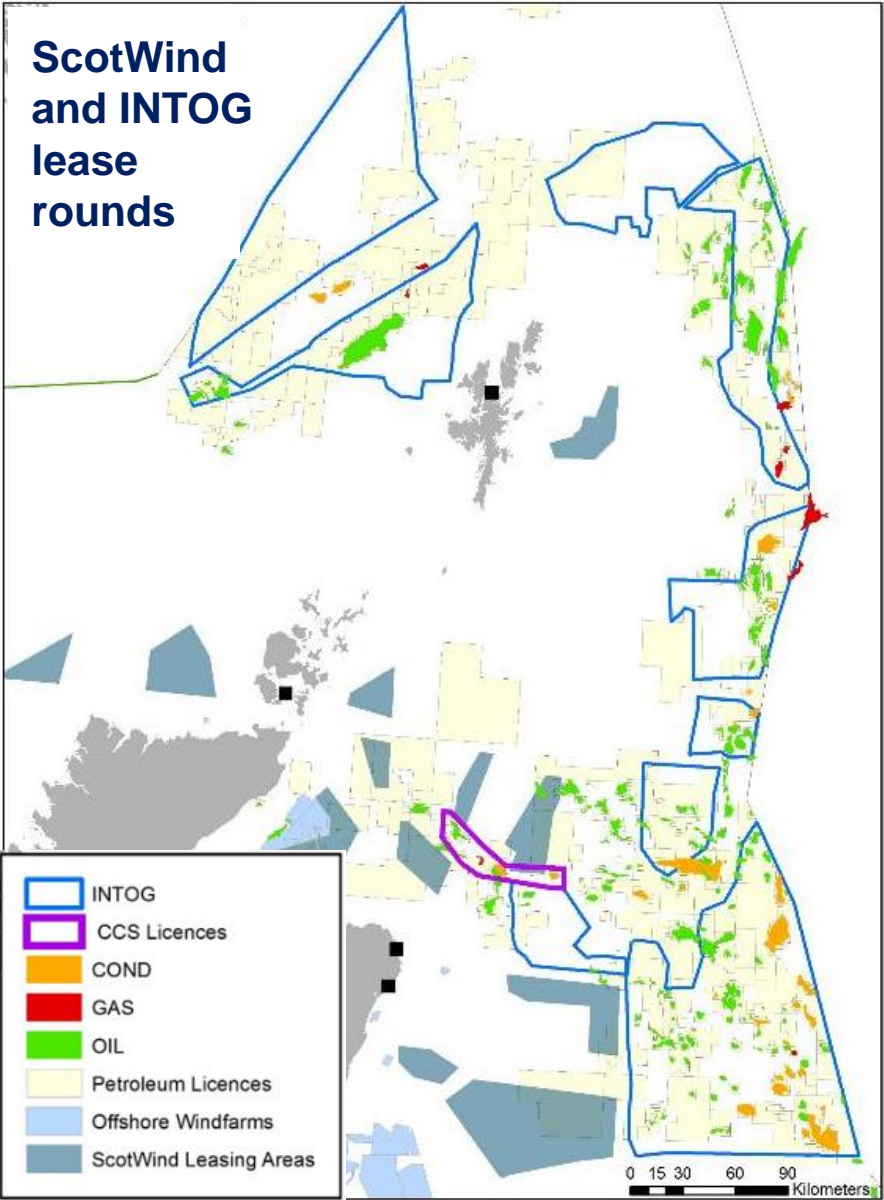 ScotWind
and INTOG
lease
rounds
INTOG
CCS Licences
COND
GAS
OIL
Petroleum Licences
Offshore Windfarms
ScotWind Leasing Areas
0 15 30 60 90
Kilometers